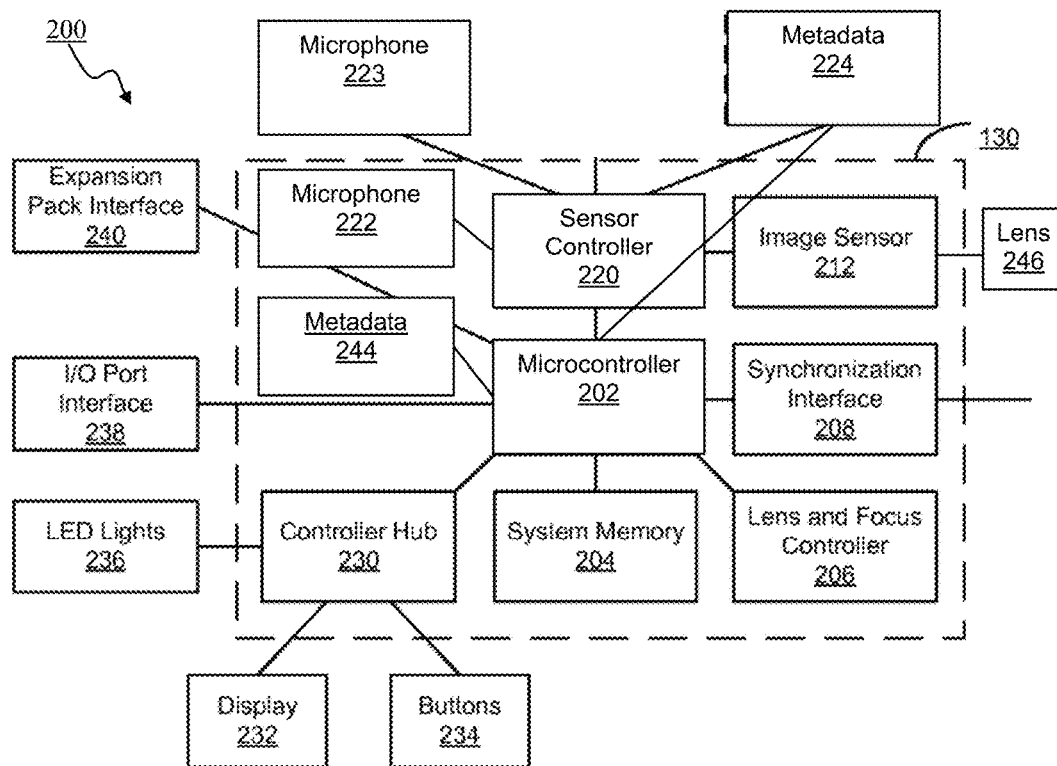 200
Microphone
223
Metadata
224
130
Expansion
Pack Interface
240
Microphone
222
Sensor
Controller
220
Image Sensor
212
Lens
246
Metadata
244
I/O Port
Interface
238
Microcontroller
202
Synchronization
Interface
208
LED Lights
236
Controller Hub
230
System Memory
204
Lens and Focus
Controller
206
Display
232
Buttons
234